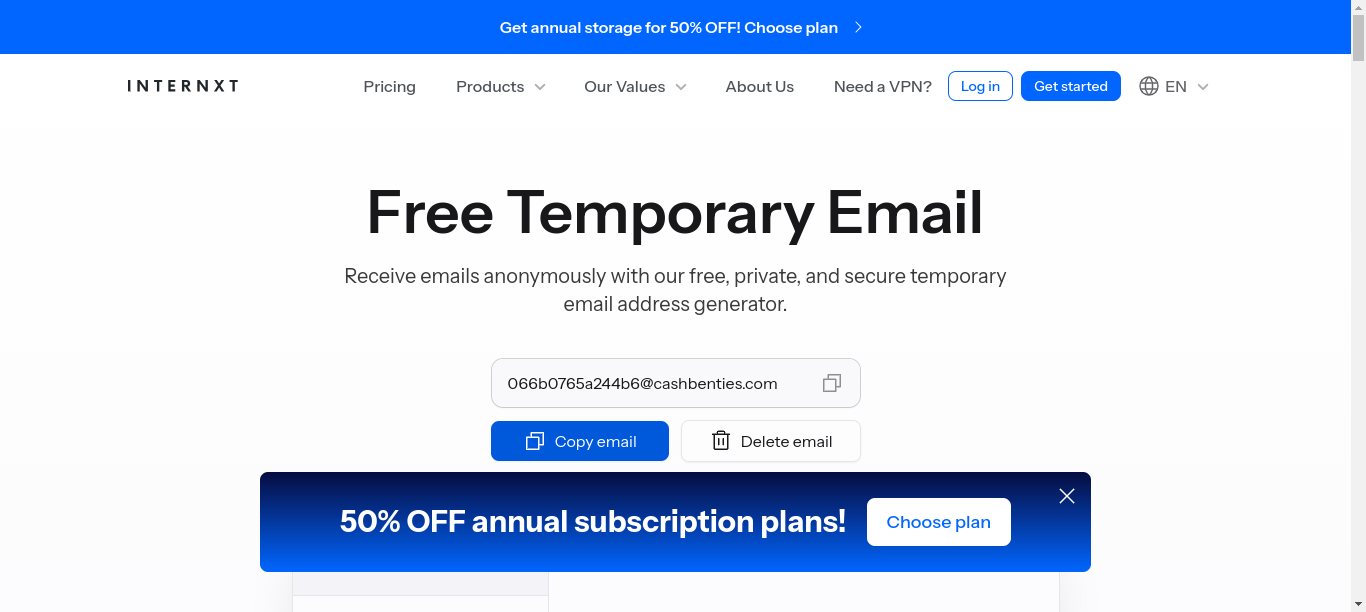 Get annual storage for 50% OFF! Choose plan
INTERNXT
Pricing
Products
Our Values
About Us
Need a VPN?
Log in
Get started
EN
Free Temporary Email
Receive emails anonymously with our free, private, and secure temporary
email address generator.
066b0765a244b6@cashbenties.com
Copy email
Delete email
50% OFF annual subscription plans!
Choose plan